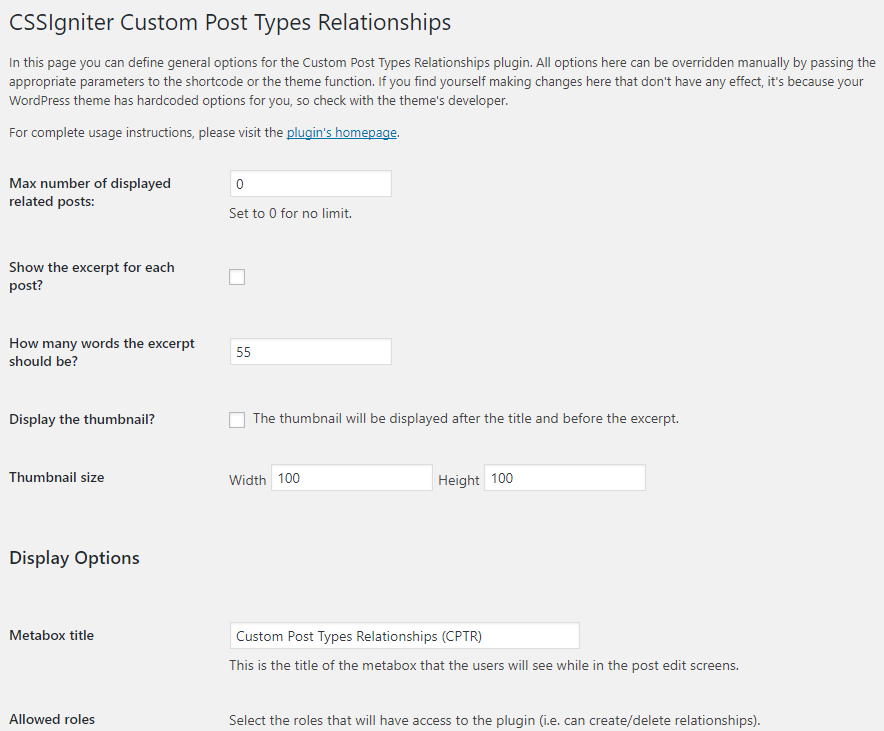 CSSIgniter Custom Post Types Relationships
In this page you can define general options for the Custom Post Types Relationships plugin. All options here can be overridden manually by passing the
appropriate parameters to the shortcode or the theme function. If you find yourself making changes here that don't have any effect, it's because your
WordPress theme has hardcoded options for you, so check with the theme's developer.
For complete usage instructions, please visit the plugin's homepage.
Max number of displayed
related posts:
0
Set to 0 for no limit.
Show the excerpt for each
post?
How many words the excerpt
should be?
55
Display the thumbnail?
The thumbnail will be displayed after the title and before the excerpt.
Thumbnail size
Width 100 Height 100
Display Options
Metabox title
Custom Post Types Relationships (CPTR)
This is the title of the metabox that the users will see while in the post edit screens.
Allowed roles
Select the roles that will have access to the plugin (i.e. can create/delete relationships).